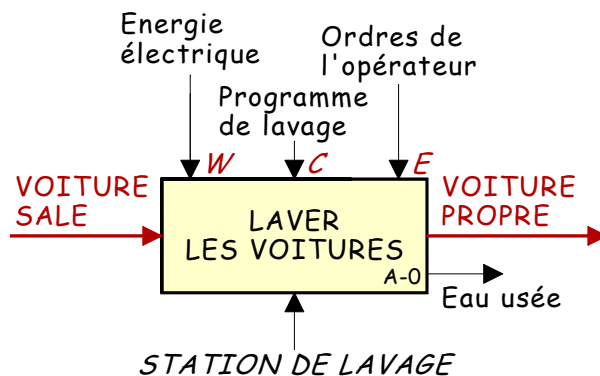 Energie
électrique
Ordres de
l'opérateur
Programme
de lavage
W
C
E
VOITURE
SALE
LAVER
LES VOITURES
A-0
VOITURE
PROPRE
Eau usée
STATION DE LAVAGE